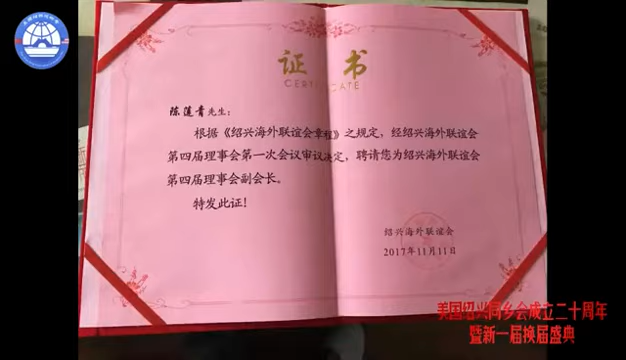 证 书
CERTIFICATE
陈莲青先生:
根据《绍兴海外联谊会章程》之规定,经绍兴海外联谊会
第四届理事会第一次会议审议决定,聘请您为绍兴海外联谊会
第四届理事会副会长。
特发此证!
绍兴海外联谊会
2017年11月11日
美国绍兴同乡会成立二十周年
暨新一届换届盛典